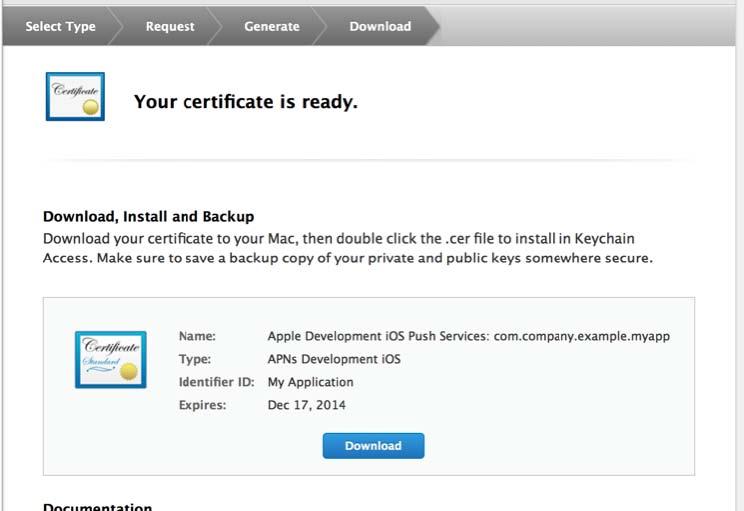 Select Type Request Generate Download
Certificate
Your certificate is ready.
Download, Install and Backup
Download your certificate to your Mac, then double click the .cer file to install in Keychain
Access. Make sure to save a backup copy of your private and public keys somewhere secure.
Certificate
Standard
Name: Apple Development iOS Push Services: com.company.example.myapp
Type: APNs Development iOS
Identifier ID: My Application
Expires: Dec 17, 2014
Download
Documentation